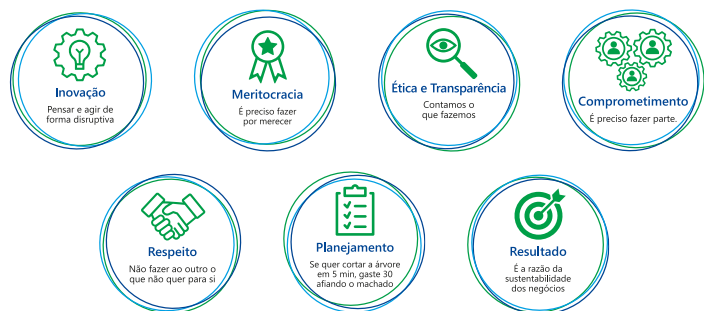 Inovação
Pensar e agir de
forma disruptiva
Meritocracia
É preciso fazer
por merecer
Ética e Transparência
Contamos o
que fazemos
Comprometimento
É preciso fazer parte.
Respeito
Não fazer ao outro o
que não quer para si
Planejamento
Se quer cortar a árvore
em 5 min, gaste 30
afiando o machado
Resultado
É a razão da
sustentabilidade
dos negócios